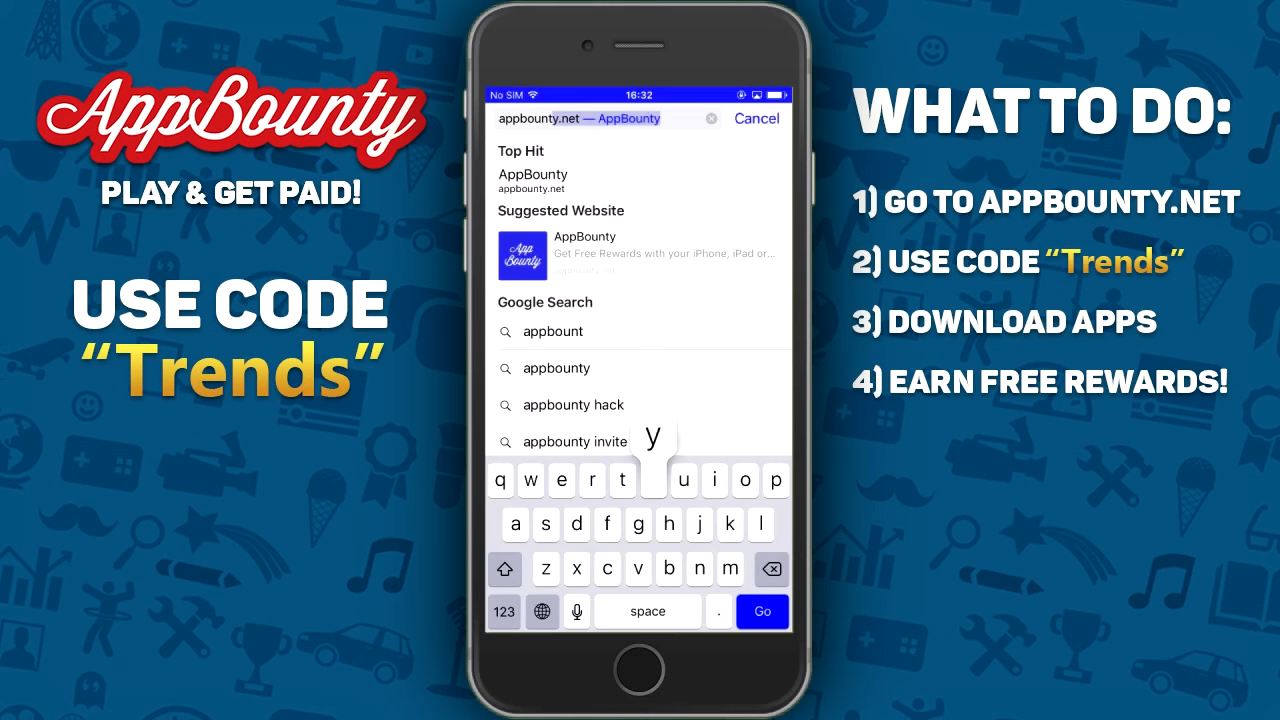 AppBounty
PLAY & GET PAID!
USE CODE
“Trends”
No SIM 16:32
appbounty.net — AppBounty Cancel
Top Hit
AppBounty
appbounty.net
Suggested Website
App
Bounty
AppBounty
Get Free Rewards with your iPhone, iPad or...
appbounty.net
Google Search
appbount
appbounty
appbounty hack
appbounty invite
y
q w e r t u i o p
a s d f g h j k l
z x c v b n m
123 space . Go
WHAT TO DO:
1) GO TO APPBOUNTY.NET
2) USE CODE “Trends”
3) DOWNLOAD APPS
4) EARN FREE REWARDS!